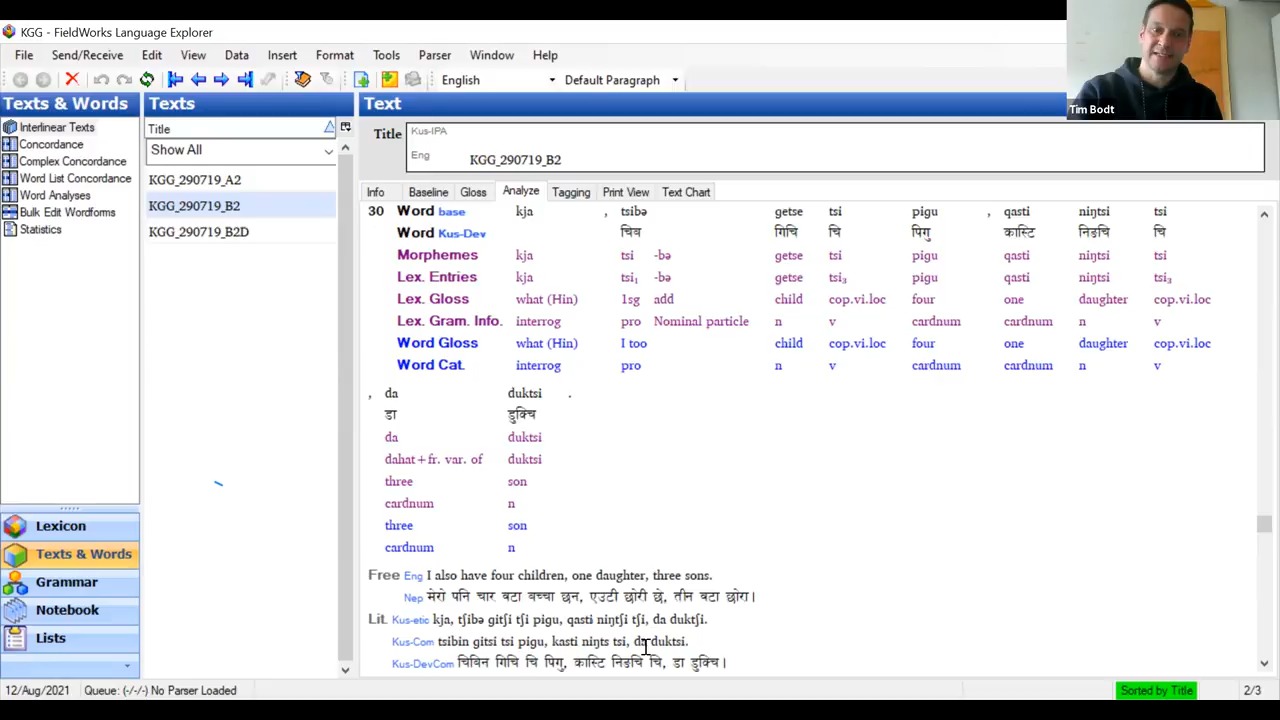 KGG - FieldWorks Language Explorer
File Send/Receive Edit View Data Insert Format Tools Parser Window Help
English Default Paragraph
Tim Bodt
Texts & Words
Interlinear Texts
Concordance
Complex Concordance
Word List Concordance
Word Analyses
Bulk Edit Wordforms
Statistics
Lexicon
Texts & Words
Grammar
Notebook
Lists
Texts
Title
Show All
KGG_290719_A2
KGG_290719_B2
KGG_290719_B2D
Text
Title Kus-IPA
Eng KGG_290719_B2
Info Baseline Gloss Analyze Tagging Print View Text Chart
30 Word base kja , tsibə getse tsi pigu , qasti niŋtsi tsi
Word Kus-Dev चिब गिचि चि पिगु कास्टि निङचि चि
Morphemes kja tsi -bə getse tsi pigu qasti niŋtsi tsi
Lex. Entries kja tsi₁ -bə getse tsi₃ pigu qasti niŋtsi tsi₃
Lex. Gloss what (Hin) 1sg add child cop.vi.loc four one daughter cop.vi.loc
Lex. Gram. Info. interrog pro Nominal particle n v cardnum cardnum n v
Word Gloss what (Hin) I too child cop.vi.loc four one daughter cop.vi.loc
Word Cat. interrog pro n v cardnum cardnum n v
, da duktsi .
डा डुक्चि
da duktsi
dahat+fr. var. of duktsi
three son
cardnum n
three son
cardnum n
Free Eng I also have four children, one daughter, three sons.
Nep मेरो पनि चार वटा बच्चा छन, एउटी छोरी छे, तीन वटा छोरा।
Lit. Kus-etic kja, tʃibə gitʃi tʃi pigu, qasti niŋtʃi tʃi, da duktʃi.
Kus-Com tsibin gitsi tsi pigu, kasti niŋts tsi, da duktsi.
Kus-DevCom चिबिन गिचि चि पिगु, कास्टि निङचि चि, डा डुक्चि।
12/Aug/2021 Queue: (-/-/-) No Parser Loaded Sorted by Title 2/3